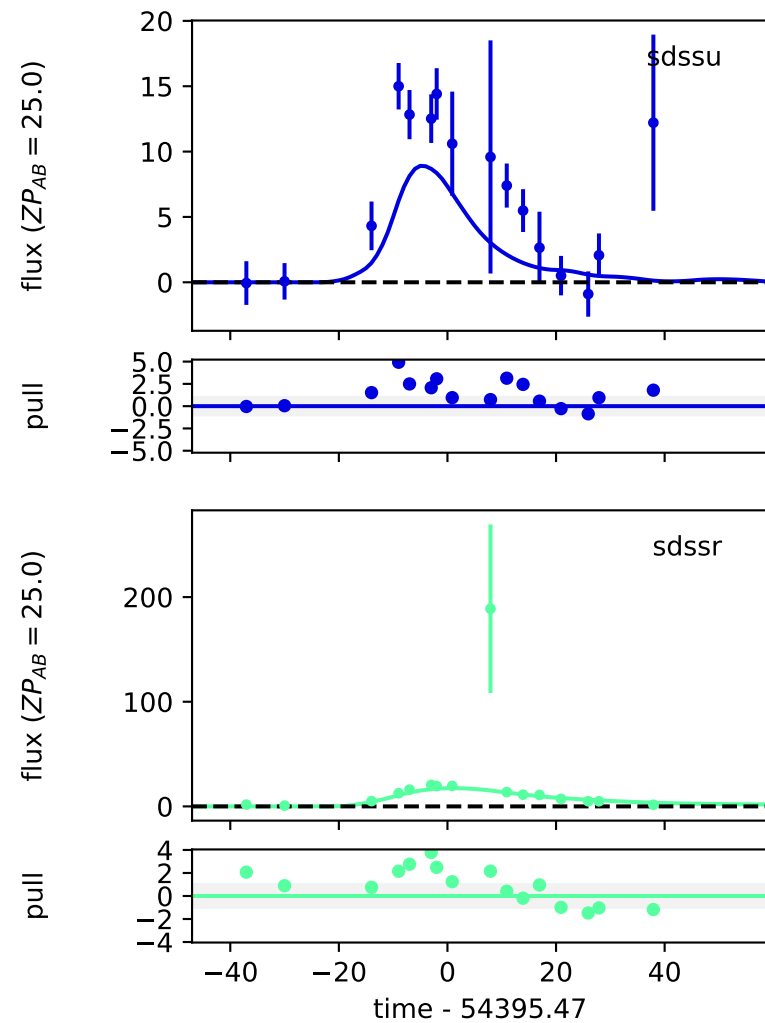 20
15
10
5
0
flux (ZP_AB = 25.0)
sdssu
5.0
2.5
0.0
−2.5
−5.0
pull
200
100
0
flux (ZP_AB = 25.0)
sdssr
4
2
0
−2
−4
pull
−40 −20 0 20 40
time - 54395.47